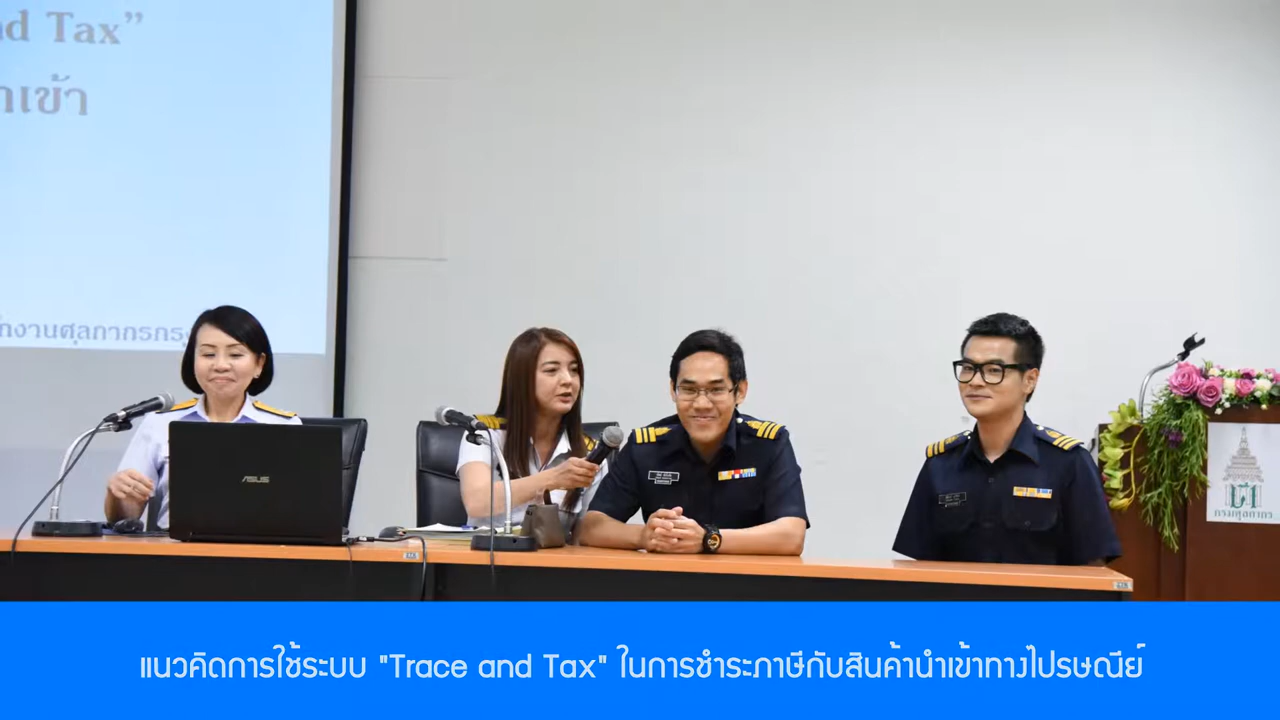 nd Tax”
าเข้า
กงานศุลกากรกรุง
ASUS
กรมศุลกากร
แนวคิดการใช้ระบบ "Trace and Tax" ในการชำระภาษีกับสินค้านำเข้าทางไปรษณีย์